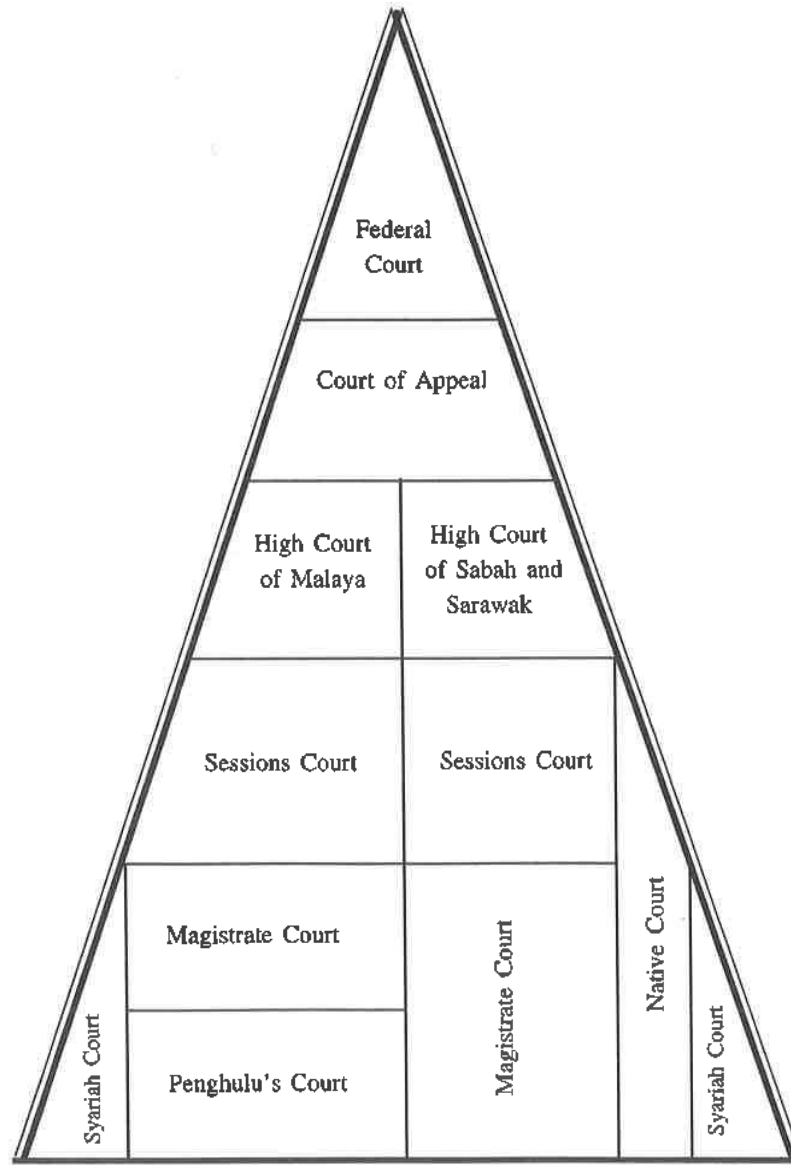 Federal
Court
Court of Appeal
High Court
of Malaya
High Court
of Sabah and
Sarawak
Sessions Court
Sessions Court
Magistrate Court
Penghulu's Court
Syariah Court
Magistrate Court
Native Court
Syariah Court